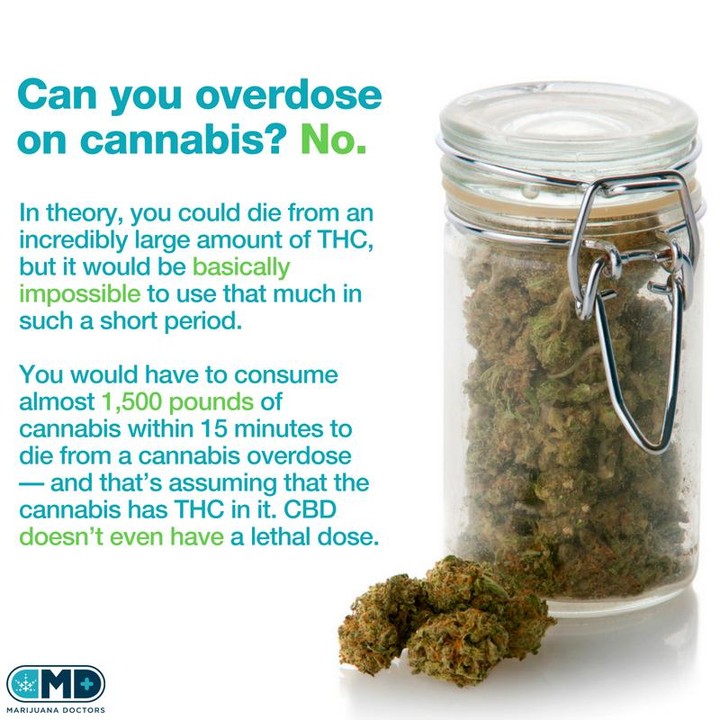 Can you overdose
on cannabis? No.
In theory, you could die from an
incredibly large amount of THC,
but it would be basically
impossible to use that much in
such a short period.
You would have to consume
almost 1,500 pounds of
cannabis within 15 minutes to
die from a cannabis overdose
— and that's assuming that the
cannabis has THC in it. CBD
doesn't even have a lethal dose.
MD
MARIJUANA DOCTORS